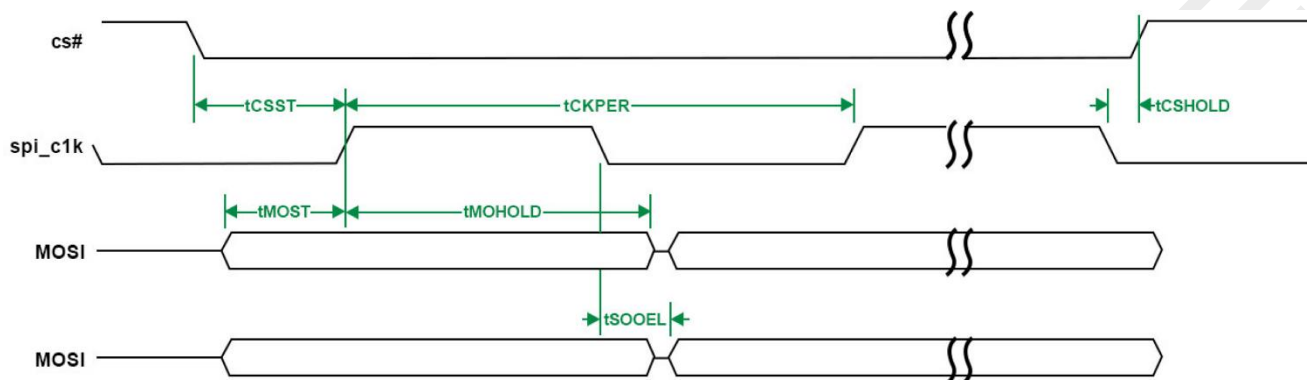 cs#
tCSST
tCKPER
tCSHOLD
spi_c1k
tMOST
tMOHOLD
MOSI
tSOOEL
MOSI